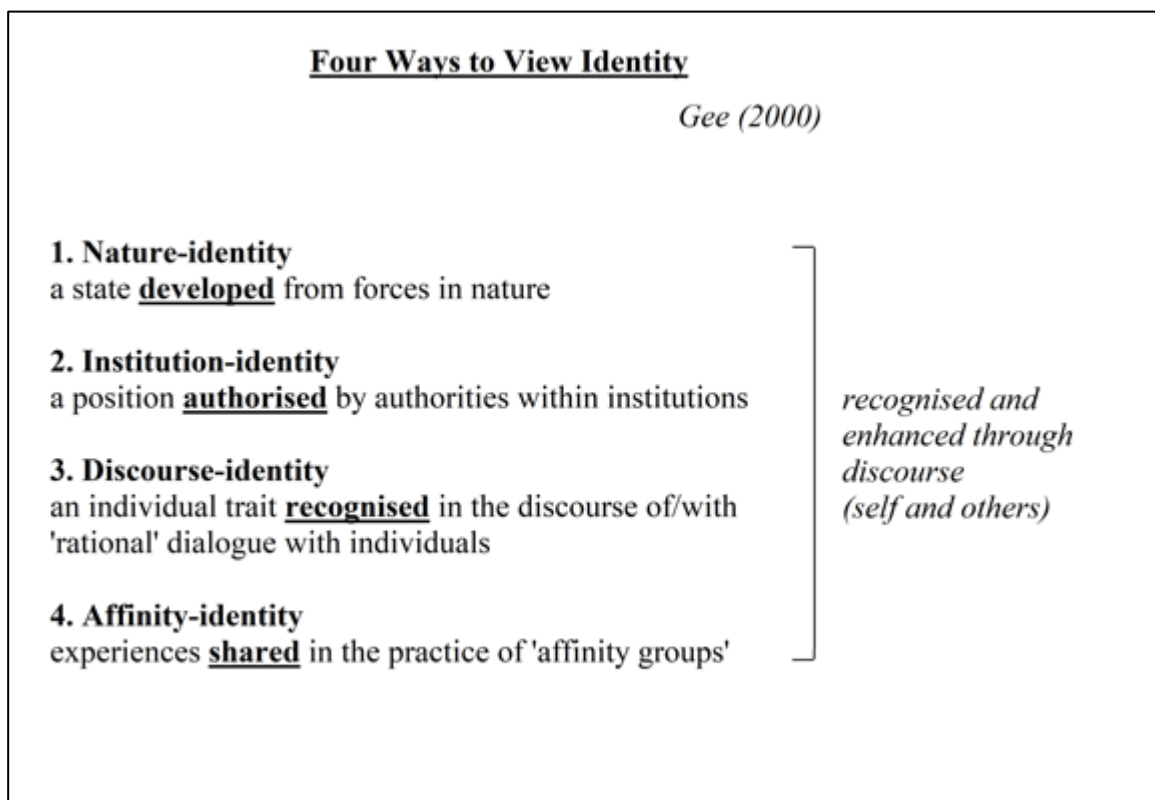 Four Ways to View Identity
Gee (2000)
1. Nature-identity
a state developed from forces in nature
2. Institution-identity
a position authorised by authorities within institutions
3. Discourse-identity
an individual trait recognised in the discourse of/with
'rational' dialogue with individuals
4. Affinity-identity
experiences shared in the practice of 'affinity groups'
recognised and
enhanced through
discourse
(self and others)